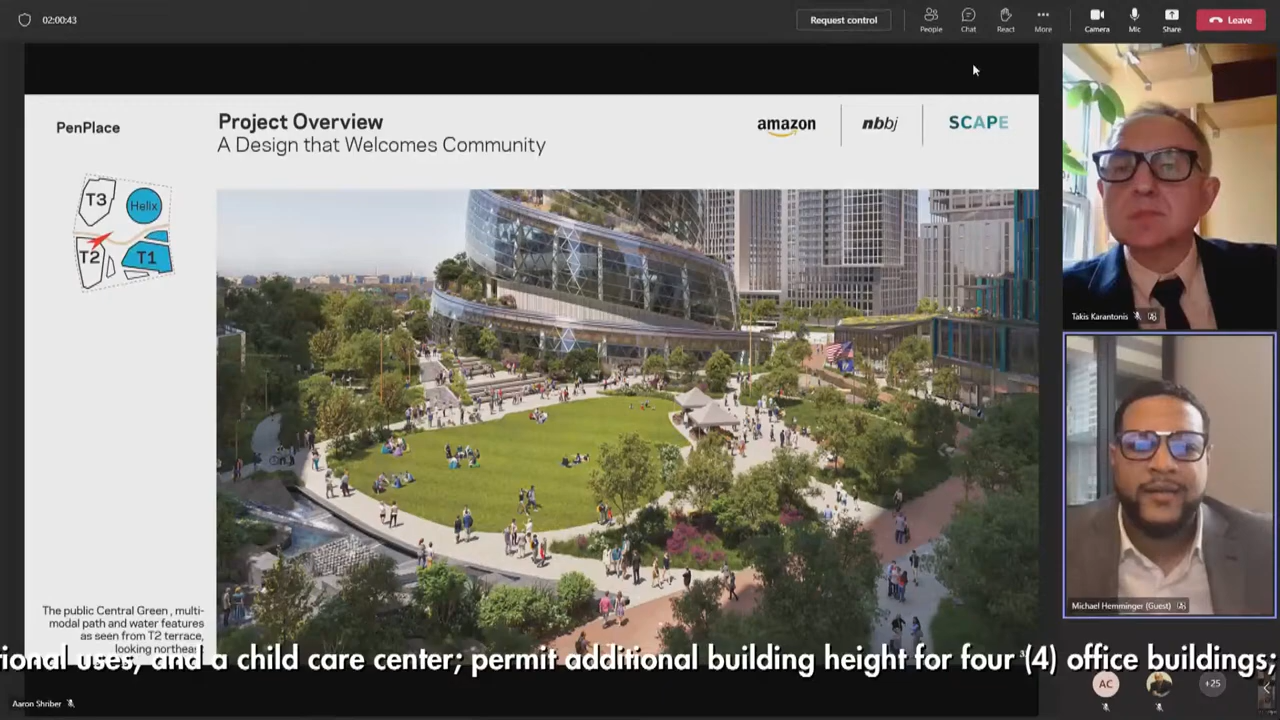 02:00:43
Request control
People
Chat
React
More
Camera
Mic
Share
Leave
PenPlace
Project Overview
A Design that Welcomes Community
amazon
nbbj
SCAPE
T3
Helix
T2
T1
The public Central Green , multi-
modal path and water features
as seen from T2 terrace,
looking northeast
Takis Karantonis
Michael Hemminger (Guest)
tional uses, and a child care center; permit additional building height for four (4) office buildings;
AC
+25
Aaron Shriber